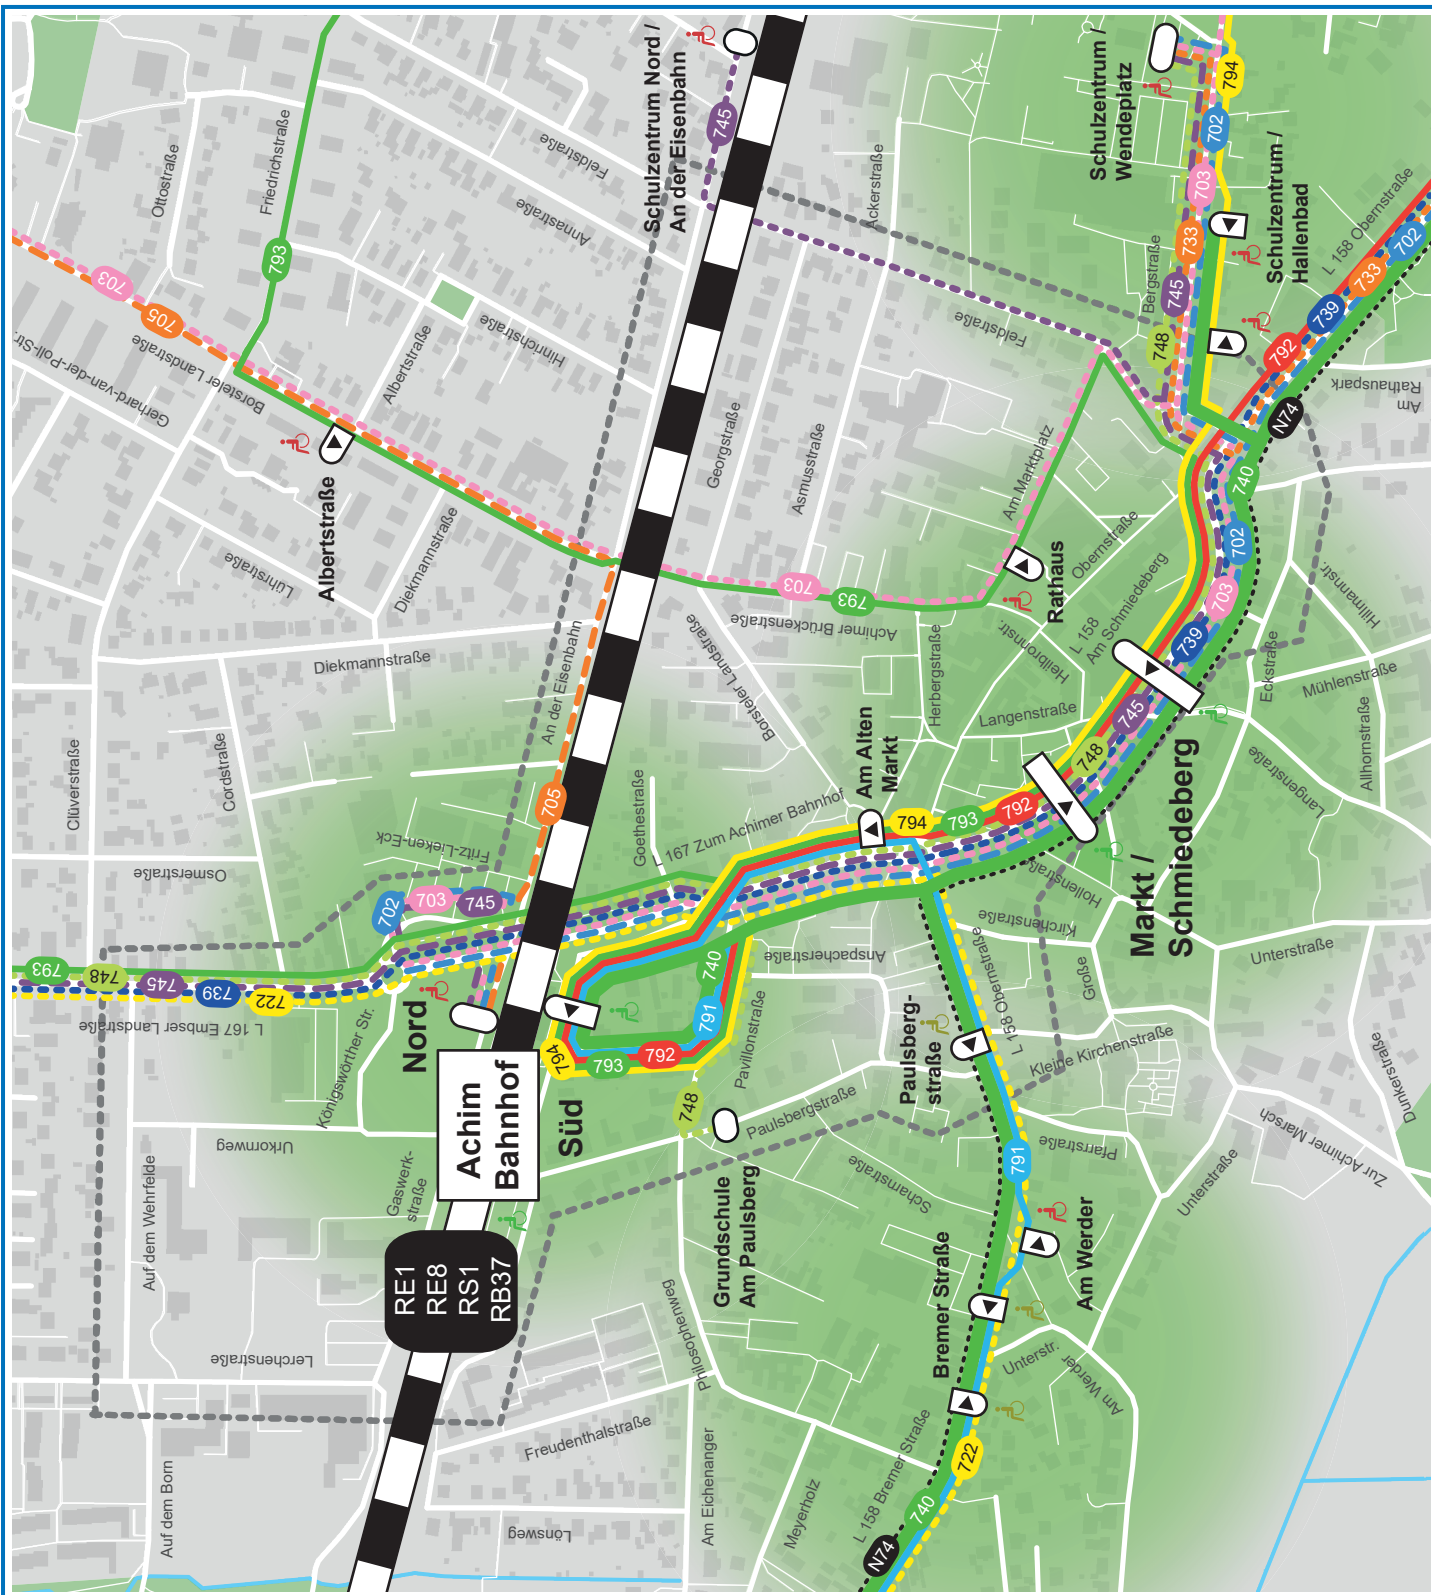 Schulzentrum Nord /
An der Eisenbahn
745
Schulzentrum /
Wendeplatz
794
702
703
733
745
748
Schulzentrum /
Hallenbad
L 158 Obernstraße
702
733
739
792
N74
Am
Rathauspark
Bergstraße
Ottostraße
Friedrichstraße
793
703
705
Gerhard-van-der-Poll-Str.
Borsteler Landstraße
Albertstraße
Hinrichstraße
Annastraße
Feldstraße
Ackerstraße
Feldstraße
Albertstraße
Lührstraße
Diekmannstraße
Diekmannstraße
Georgstraße
Asmusstraße
Am Marktplatz
703
793
Achimer Brückenstraße
Rathaus
Obernstraße
L 158
Am Schmiedeberg
Heilbronnstr.
Herbergstraße
Langenstraße
740
702
703
739
745
748
Eckstraße
Hillmannstr.
Mühlenstraße
Allhornstraße
Langenstraße
Markt /
Schmiedeberg
Clüverstraße
Cordstraße
Osmerstraße
An der Eisenbahn
705
Fritz-Lieken-Eck
Goethestraße
L 167 Zum Achimer Bahnhof
Borsteler Landstraße
Am Alten
Markt
794
793
792
Hollenstraße
Kirchenstraße
Große
Unterstraße
702
703
745
793
748
745
739
722
L 167 Embser Landstraße
Königswörther Str.
Nord
Achim
Bahnhof
Süd
794
793
792
791
740
748
Anspacherstraße
Pavillonstraße
Paulsbergstraße
Paulsberg-
straße
L 158 Obernstraße
Kleine Kirchenstraße
Dunkerstraße
Zur Achimer Marsch
Unterstraße
Pfarrstraße
791
Scharnstraße
Grundschule
Am Paulsberg
Urkornweg
Auf dem Wehrfelde
Gaswerk-
straße
RE1
RE8
RS1
RB37
Lerchenstraße
Philosophenweg
Bremer Straße
Am Werder
Unterstr.
Am Werder
Freudenthalstraße
Am Eichenanger
Meyerholz
L 158 Bremer Straße
722
740
N74
Lönsweg
Auf dem Born